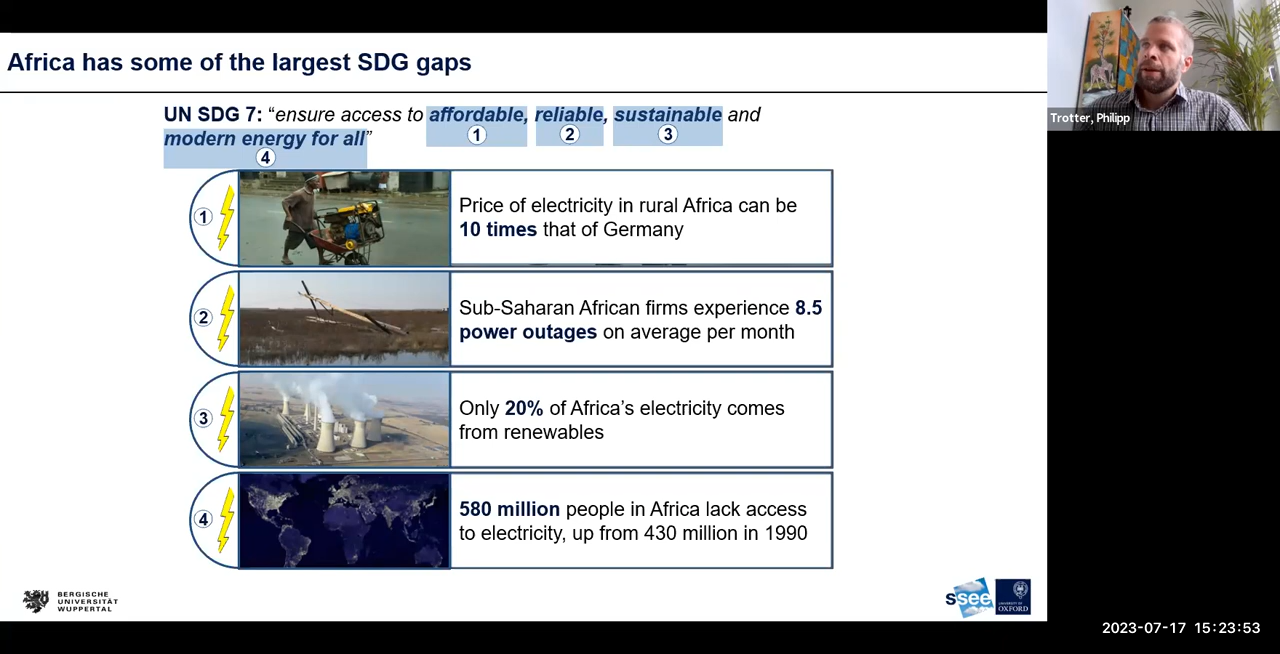 Africa has some of the largest SDG gaps
UN SDG 7: “ensure access to affordable, reliable, sustainable and
1 2 3
modern energy for all”
4
1
Price of electricity in rural Africa can be
10 times that of Germany
2
Sub-Saharan African firms experience 8.5
power outages on average per month
3
Only 20% of Africa’s electricity comes
from renewables
4
580 million people in Africa lack access
to electricity, up from 430 million in 1990
BERGISCHE
UNIVERSITÄT
WUPPERTAL
ssee
UNIVERSITY OF
OXFORD
Trotter, Philipp
2023-07-17 15:23:53